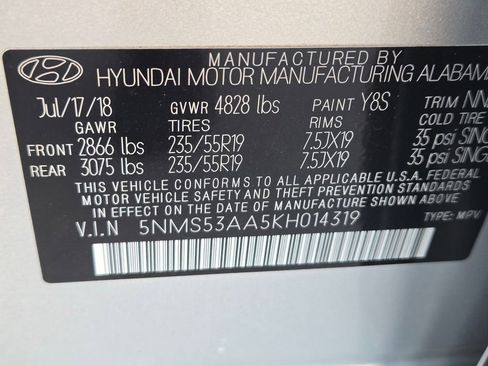 MANUFACTURED BY
HYUNDAI MOTOR MANUFACTURING ALABAMA
Jul/17/18 GVWR 4828 lbs PAINT Y8S TRIM NN
GAWR TIRES RIMS COLD TIRE
FRONT 2866 lbs 235/55R19 7.5JX19 35 psi SING
REAR 3075 lbs 235/55R19 7.5JX19 35 psi SING
THIS VEHICLE CONFORMS TO ALL APPLICABLE U.S.A. FEDERAL
MOTOR VEHICLE SAFETY AND THEFT PREVENTION STANDARDS
IN EFFECT ON THE DATE OF MANUFACTURE SHOWN ABOVE
V.I.N 5NMS53AA5KH014319 TYPE: MPV